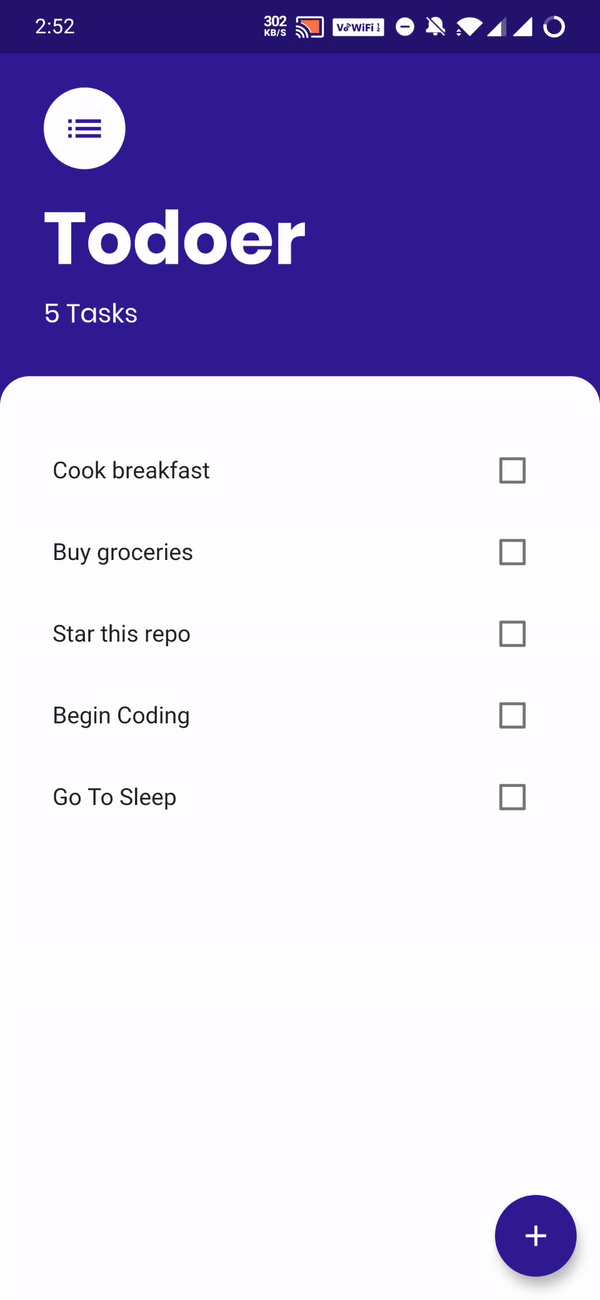 2:52
302
KB/S
Vo WiFi
Todoer
5 Tasks
Cook breakfast
Buy groceries
Star this repo
Begin Coding
Go To Sleep
+